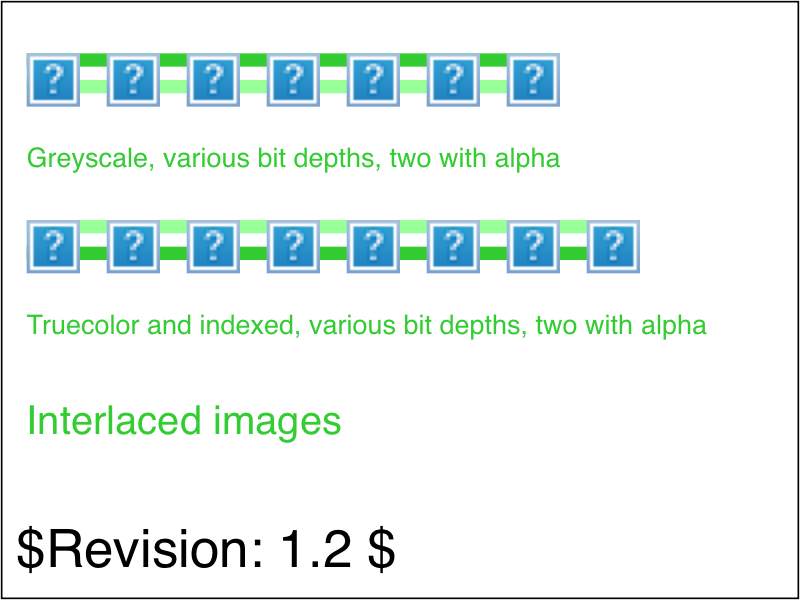 ? ? ? ? ? ? ?
Greyscale, various bit depths, two with alpha
? ? ? ? ? ? ? ?
Truecolor and indexed, various bit depths, two with alpha
Interlaced images
$Revision: 1.2 $